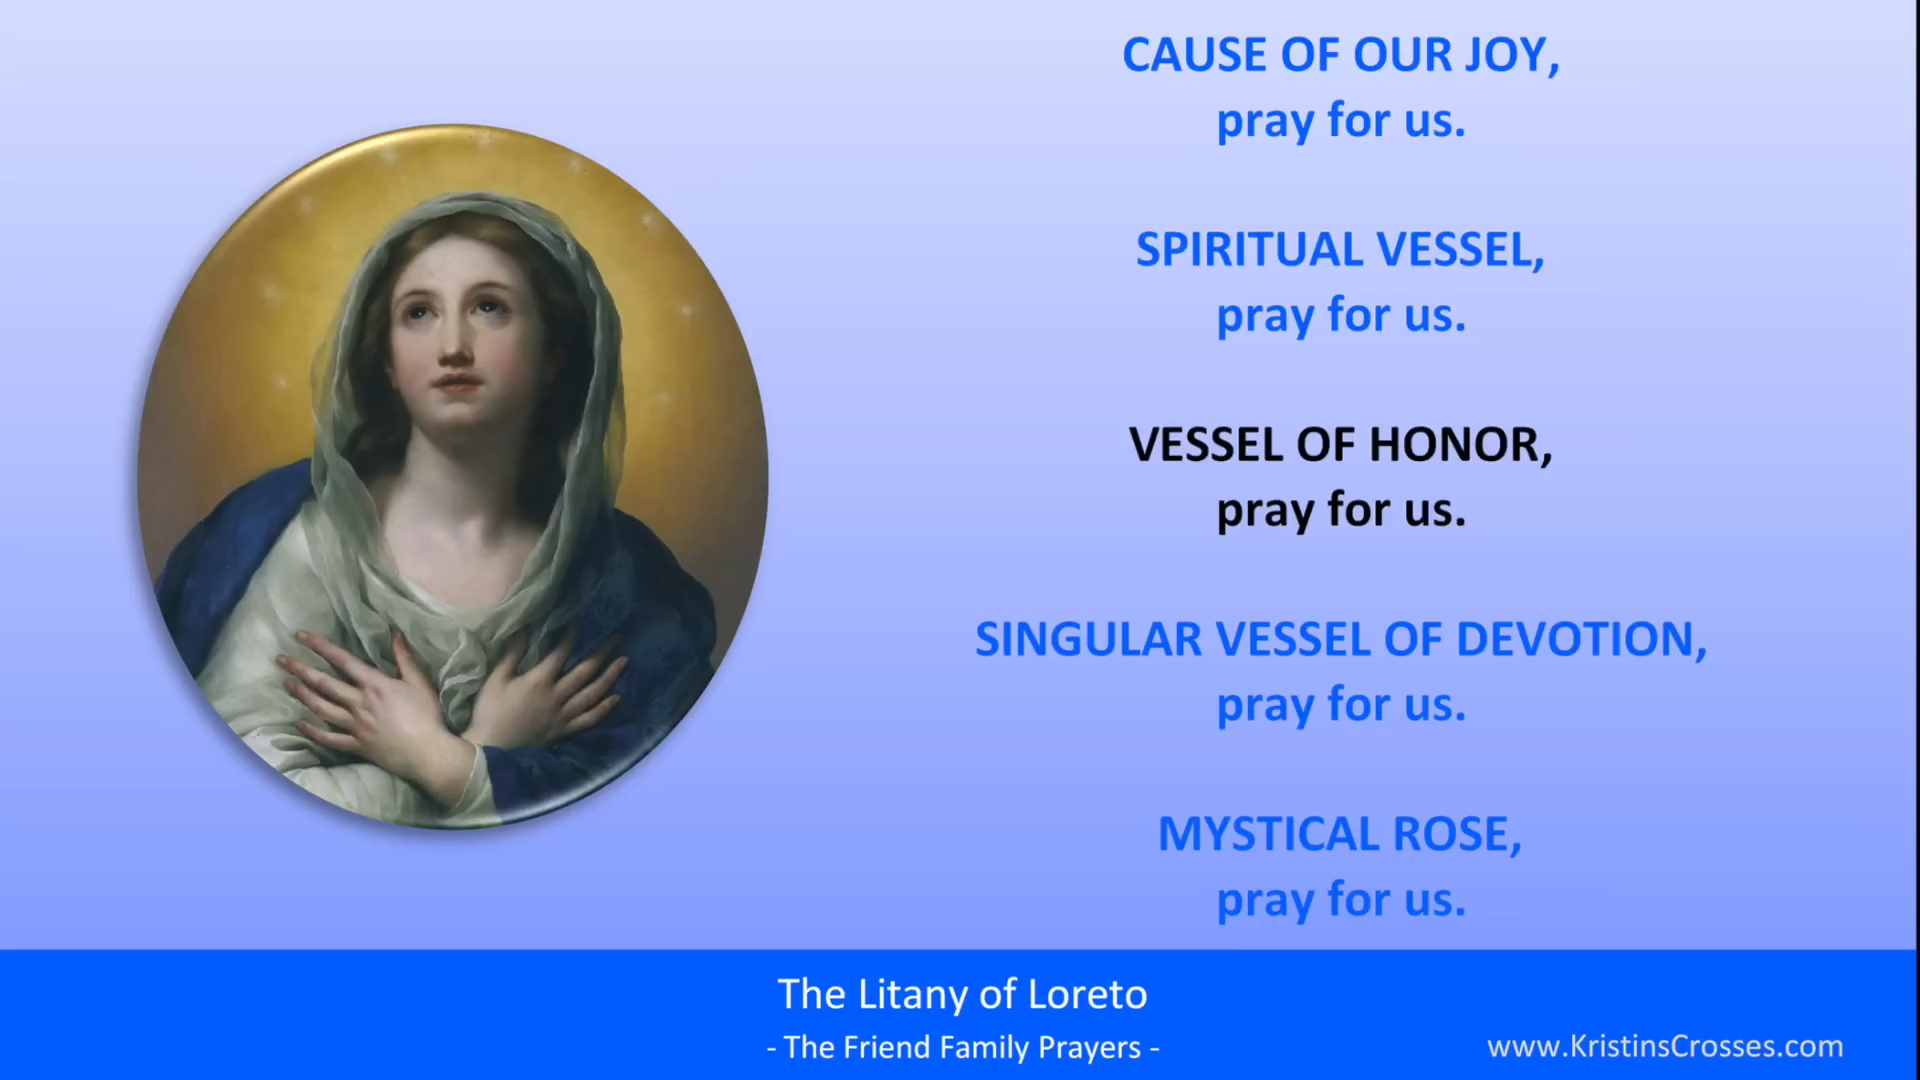 CAUSE OF OUR JOY,
pray for us.
SPIRITUAL VESSEL,
pray for us.
VESSEL OF HONOR,
pray for us.
SINGULAR VESSEL OF DEVOTION,
pray for us.
MYSTICAL ROSE,
pray for us.
The Litany of Loreto
- The Friend Family Prayers -
www.KristinsCrosses.com